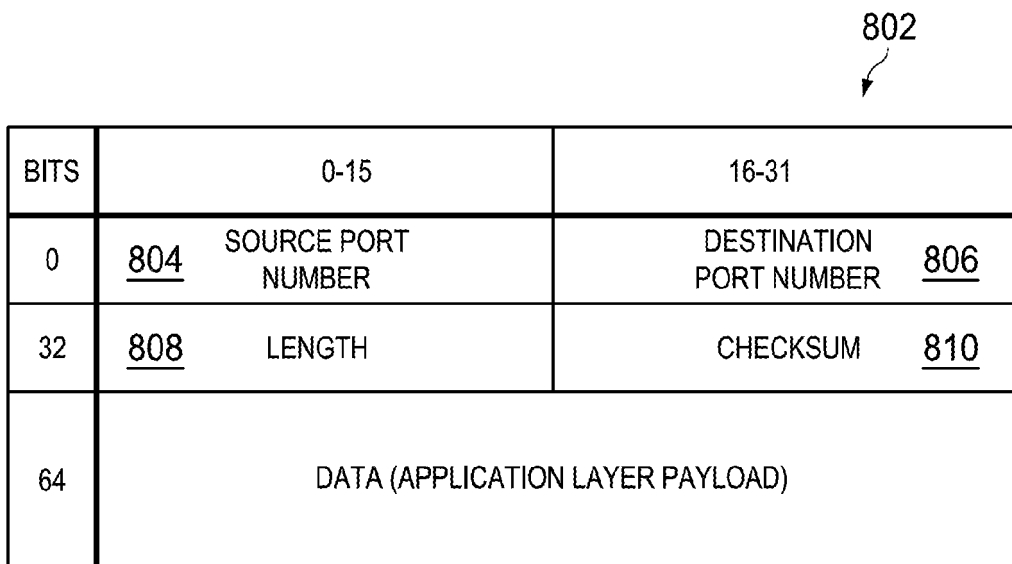 802
BITS 0-15 16-31
0 804 SOURCE PORT NUMBER DESTINATION PORT NUMBER 806
32 808 LENGTH CHECKSUM 810
64 DATA (APPLICATION LAYER PAYLOAD)